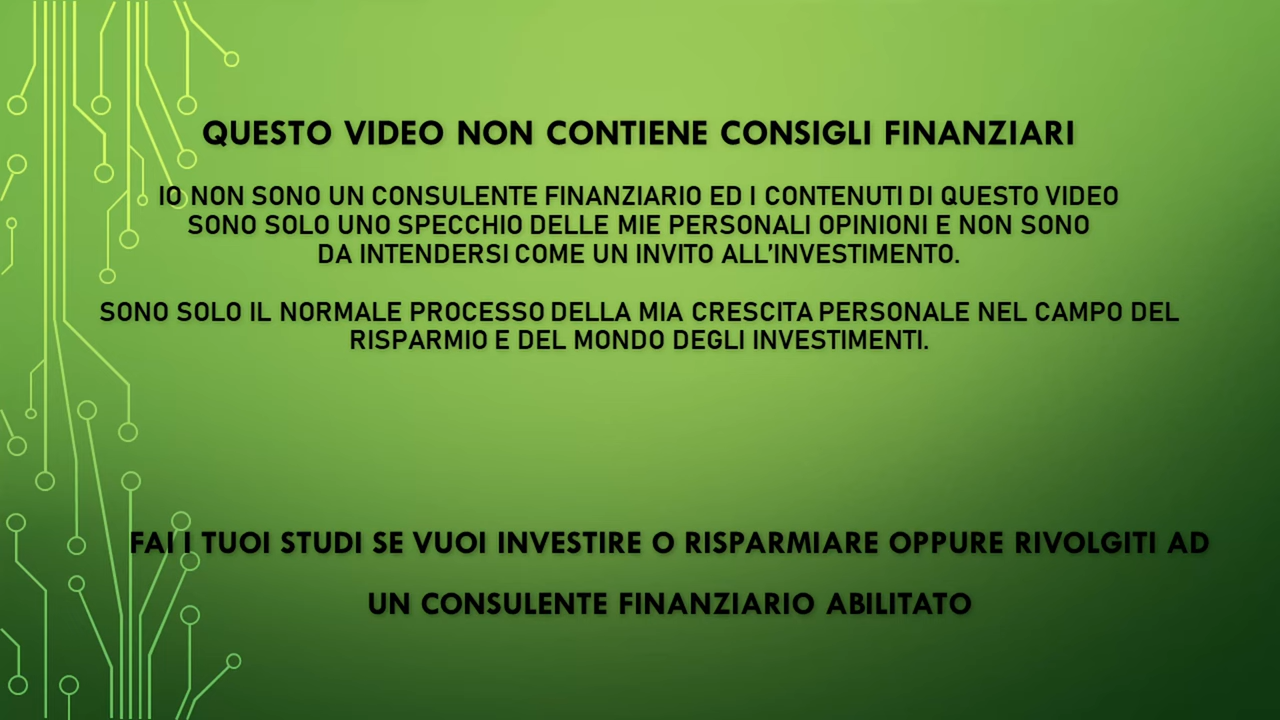 QUESTO VIDEO NON CONTIENE CONSIGLI FINANZIARI
IO NON SONO UN CONSULENTE FINANZIARIO ED I CONTENUTI DI QUESTO VIDEO
SONO SOLO UNO SPECCHIO DELLE MIE PERSONALI OPINIONI E NON SONO
DA INTENDERSI COME UN INVITO ALL'INVESTIMENTO.
SONO SOLO IL NORMALE PROCESSO DELLA MIA CRESCITA PERSONALE NEL CAMPO DEL
RISPARMIO E DEL MONDO DEGLI INVESTIMENTI.
FAI I TUOI STUDI SE VUOI INVESTIRE O RISPARMIARE OPPURE RIVOLGITI AD
UN CONSULENTE FINANZIARIO ABILITATO